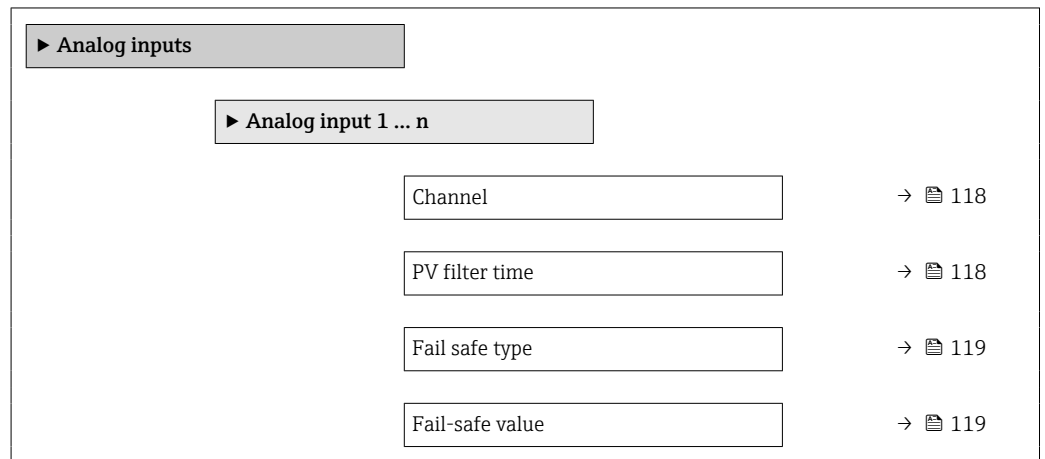 ▶ Analog inputs
▶ Analog input 1 … n
Channel → 🖹 118
PV filter time → 🖹 118
Fail safe type → 🖹 119
Fail-safe value → 🖹 119